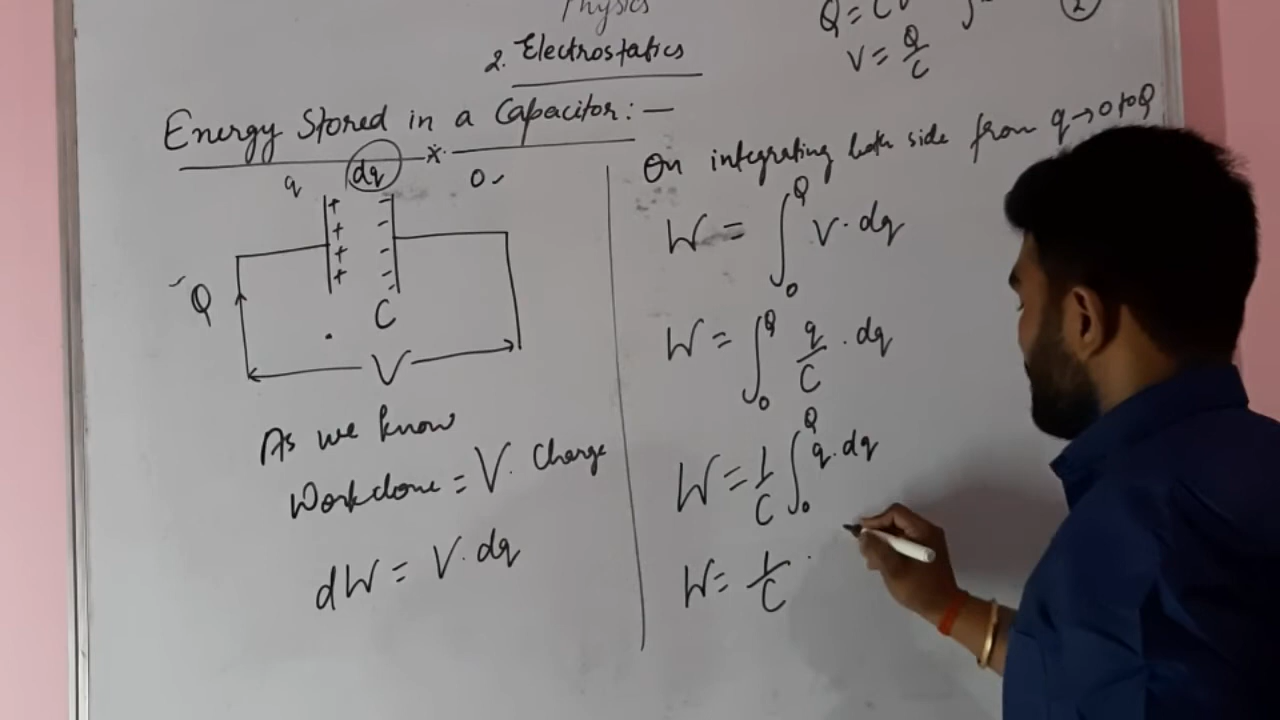 Physics
2. Electrostatics
Energy Stored in a Capacitor:—
q dq 0
+ −
+ −
+ −
+ −
Q
C
V
As we know
Workdone = V. Charge
dW = V. dq
Q = CV
2
V = Q/C
On integrating both side from q→0 to Q
W = ∫₀^Q V. dq
W = ∫₀^Q q/C . dq
W = 1/C ∫₀^Q q. dq
W = 1/C .